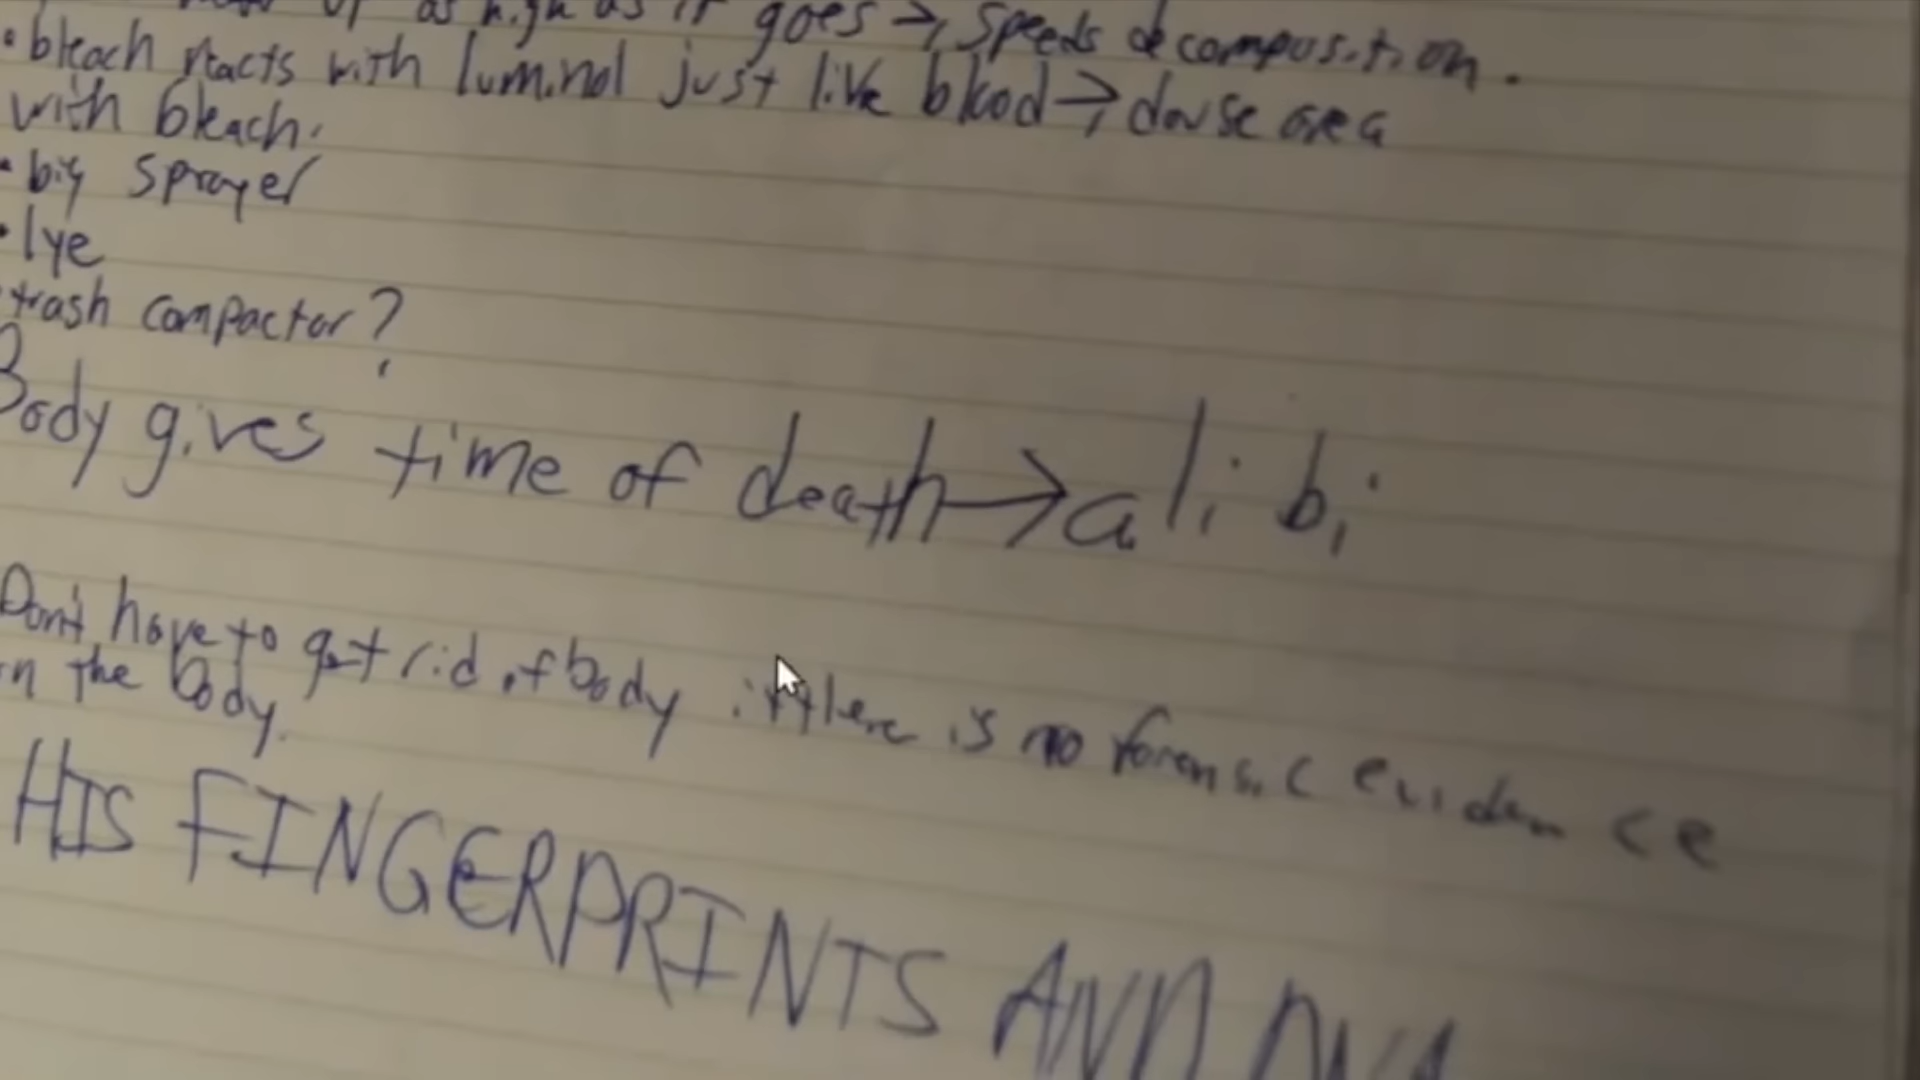 up as high as it goes → speeds decomposition.
• bleach reacts with luminol just like blood → douse area
with bleach.
• big sprayer
• lye
trash compactor?
Body gives time of death → alibi
Don't have to get rid of body if there is no forensic evidence
on the body.
HIS FINGERPRINTS AND DNA